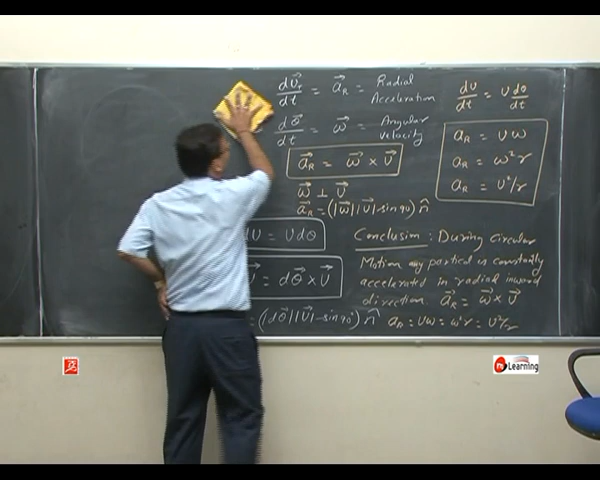 dv⃗r/dt = a⃗R = Radial Acceleration
dθ⃗/dt = ω⃗ = Angular velocity
a⃗R = ω⃗ × v⃗
ω⃗ ⊥ v⃗
a⃗R = (|ω⃗| |v⃗| sin 90) n̂
dv = v dθ
v⃗ = dθ⃗ × v⃗
= (dθ⃗ | |v⃗| sin 90°) n̂
dv/dt = v dθ/dt
aR = vω
aR = ω²r
aR = v²/r
Conclusion : During circular
Motion any particle is constantly
accelerated in radial inward
direction. a⃗R = ω⃗ × v⃗
aR = vω = ω²r = v²/r
Learning